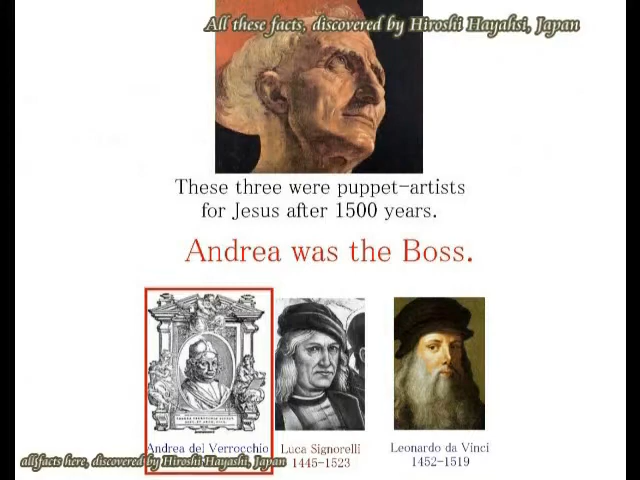 All these facts, discovered by Hiroshi Hayahsi, Japan
These three were puppet-artists
for Jesus after 1500 years.
Andrea was the Boss.
Andrea del Verrocchio
Luca Signorelli
1445-1523
Leonardo da Vinci
1452-1519
allfacts here, discovered by Hiroshi Hayashi, Japan